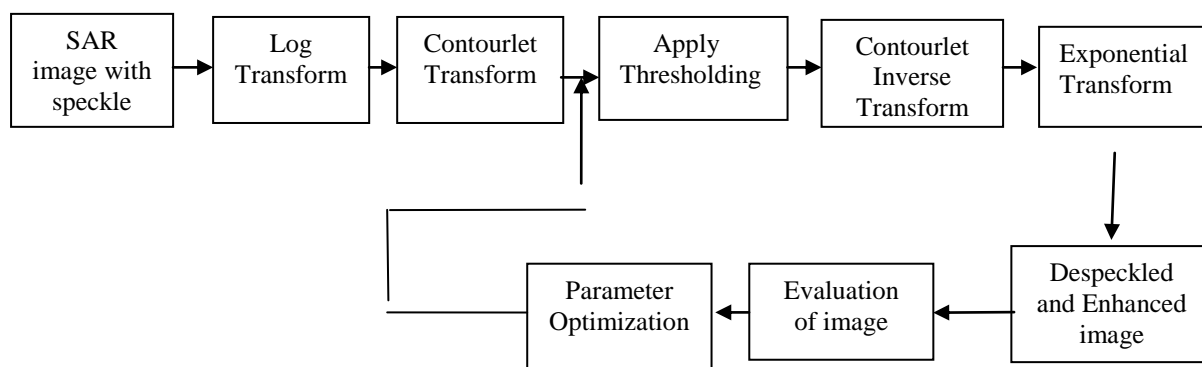 SAR
image with
speckle
Log
Transform
Contourlet
Transform
Apply
Thresholding
Contourlet
Inverse
Transform
Exponential
Transform
Parameter
Optimization
Evaluation
of image
Despeckled
and Enhanced
image